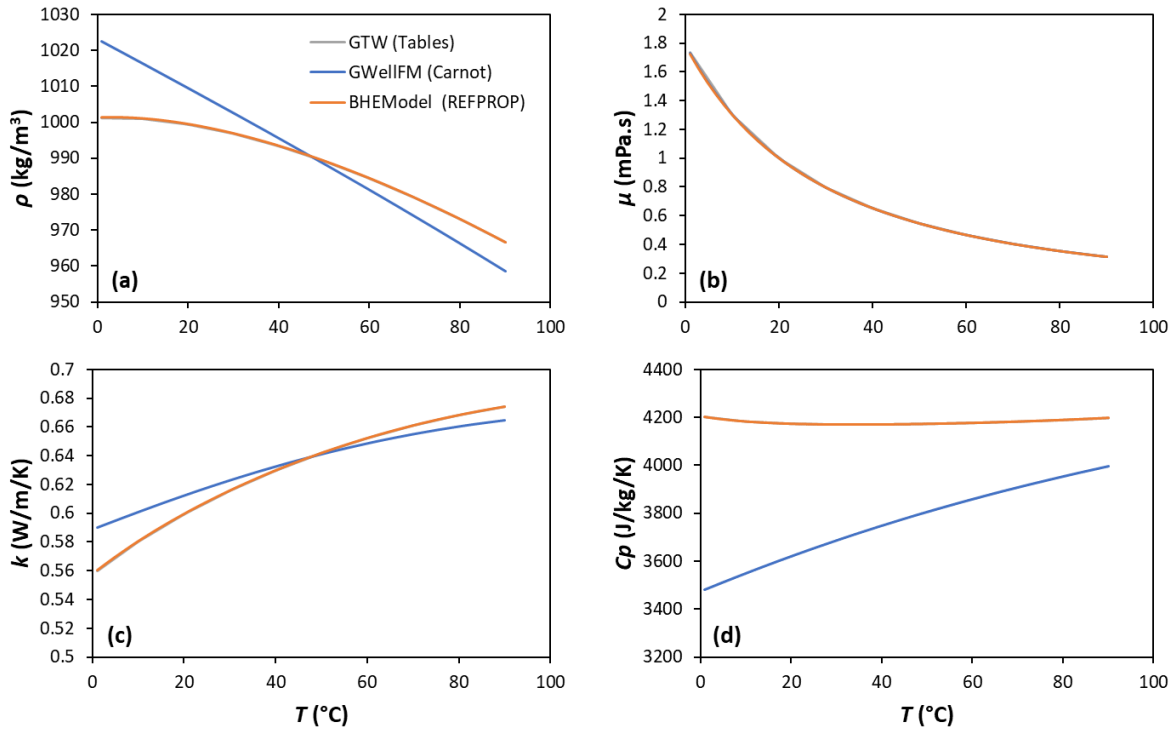 1030
1020
1010
1000
990
980
970
960
950
ρ (kg/m³)
GTW (Tables)
GWellFM (Carnot)
BHEModel (REFPROP)
(a)
0 20 40 60 80 100
2
1.8
1.6
1.4
1.2
1
0.8
0.6
0.4
0.2
0
μ (mPa.s)
(b)
0 20 40 60 80 100
0.7
0.68
0.66
0.64
0.62
0.6
0.58
0.56
0.54
0.52
0.5
k (W/m/K)
(c)
0 20 40 60 80 100
T (°C)
4400
4200
4000
3800
3600
3400
3200
Cp (J/kg/K)
(d)
0 20 40 60 80 100
T (°C)